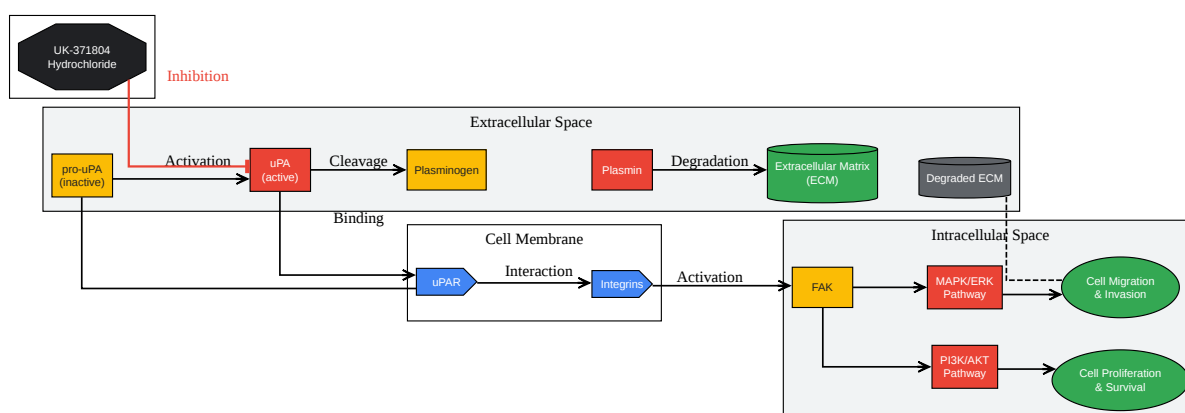 UK-371804
Hydrochloride
Inhibition
Extracellular Space
pro-uPA
(inactive)
Activation
uPA
(active)
Cleavage
Plasminogen
Plasmin
Degradation
Extracellular Matrix
(ECM)
Degraded ECM
Binding
Cell Membrane
uPAR
Interaction
Integrins
Activation
Intracellular Space
FAK
MAPK/ERK
Pathway
Cell Migration
& Invasion
PI3K/AKT
Pathway
Cell Proliferation
& Survival